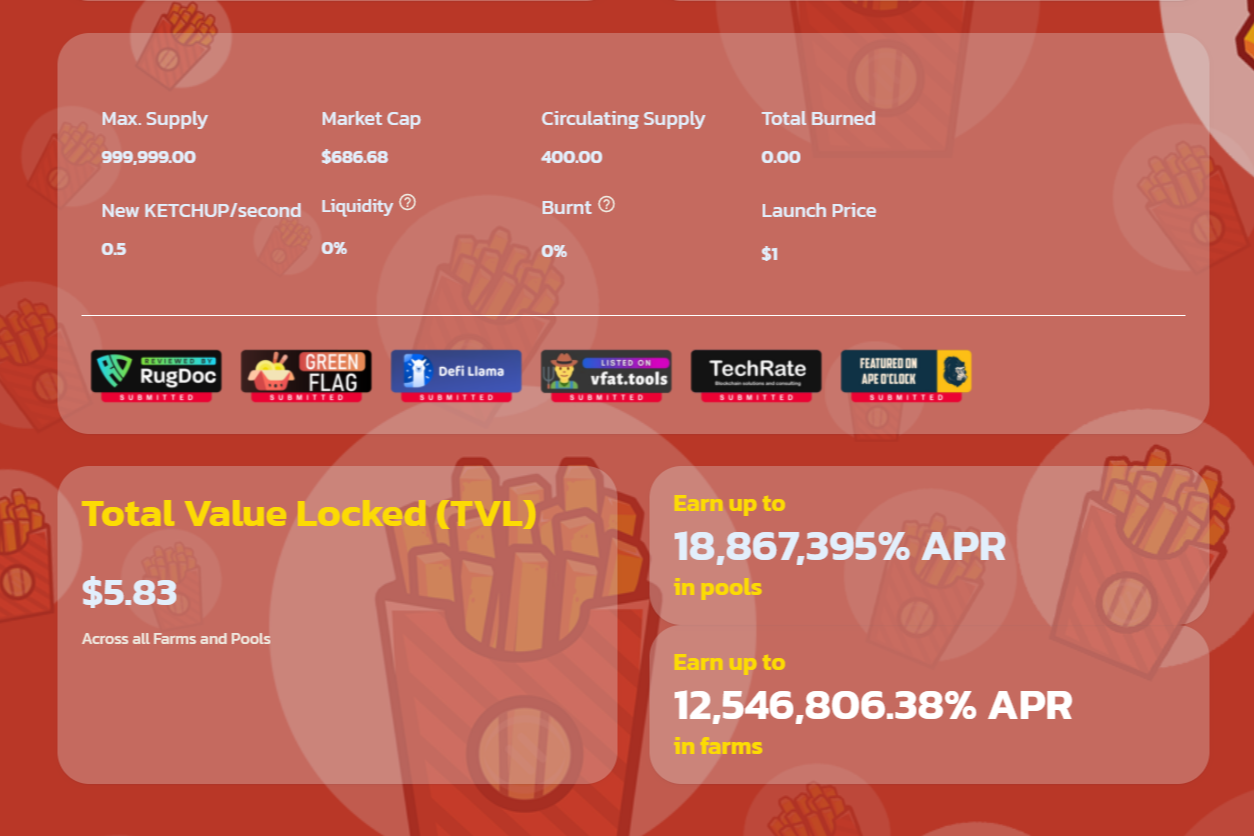 Max. Supply
Market Cap
Circulating Supply
Total Burned
999,999.00
$686.68
400.00
0.00
New KETCHUP/second
Liquidity ?
Burnt ?
Launch Price
0.5
0%
0%
$1
REVIEWED BY
RugDoc
SUBMITTED
GREEN
FLAG
SUBMITTED
Defi Llama
SUBMITTED
LISTED ON
vfat.tools
SUBMITTED
TechRate
Blockchain solutions and consulting
SUBMITTED
FEATURED ON
APE O'CLOCK
SUBMITTED
Total Value Locked (TVL)
$5.83
Across all Farms and Pools
Earn up to
18,867,395% APR
in pools
Earn up to
12,546,806.38% APR
in farms